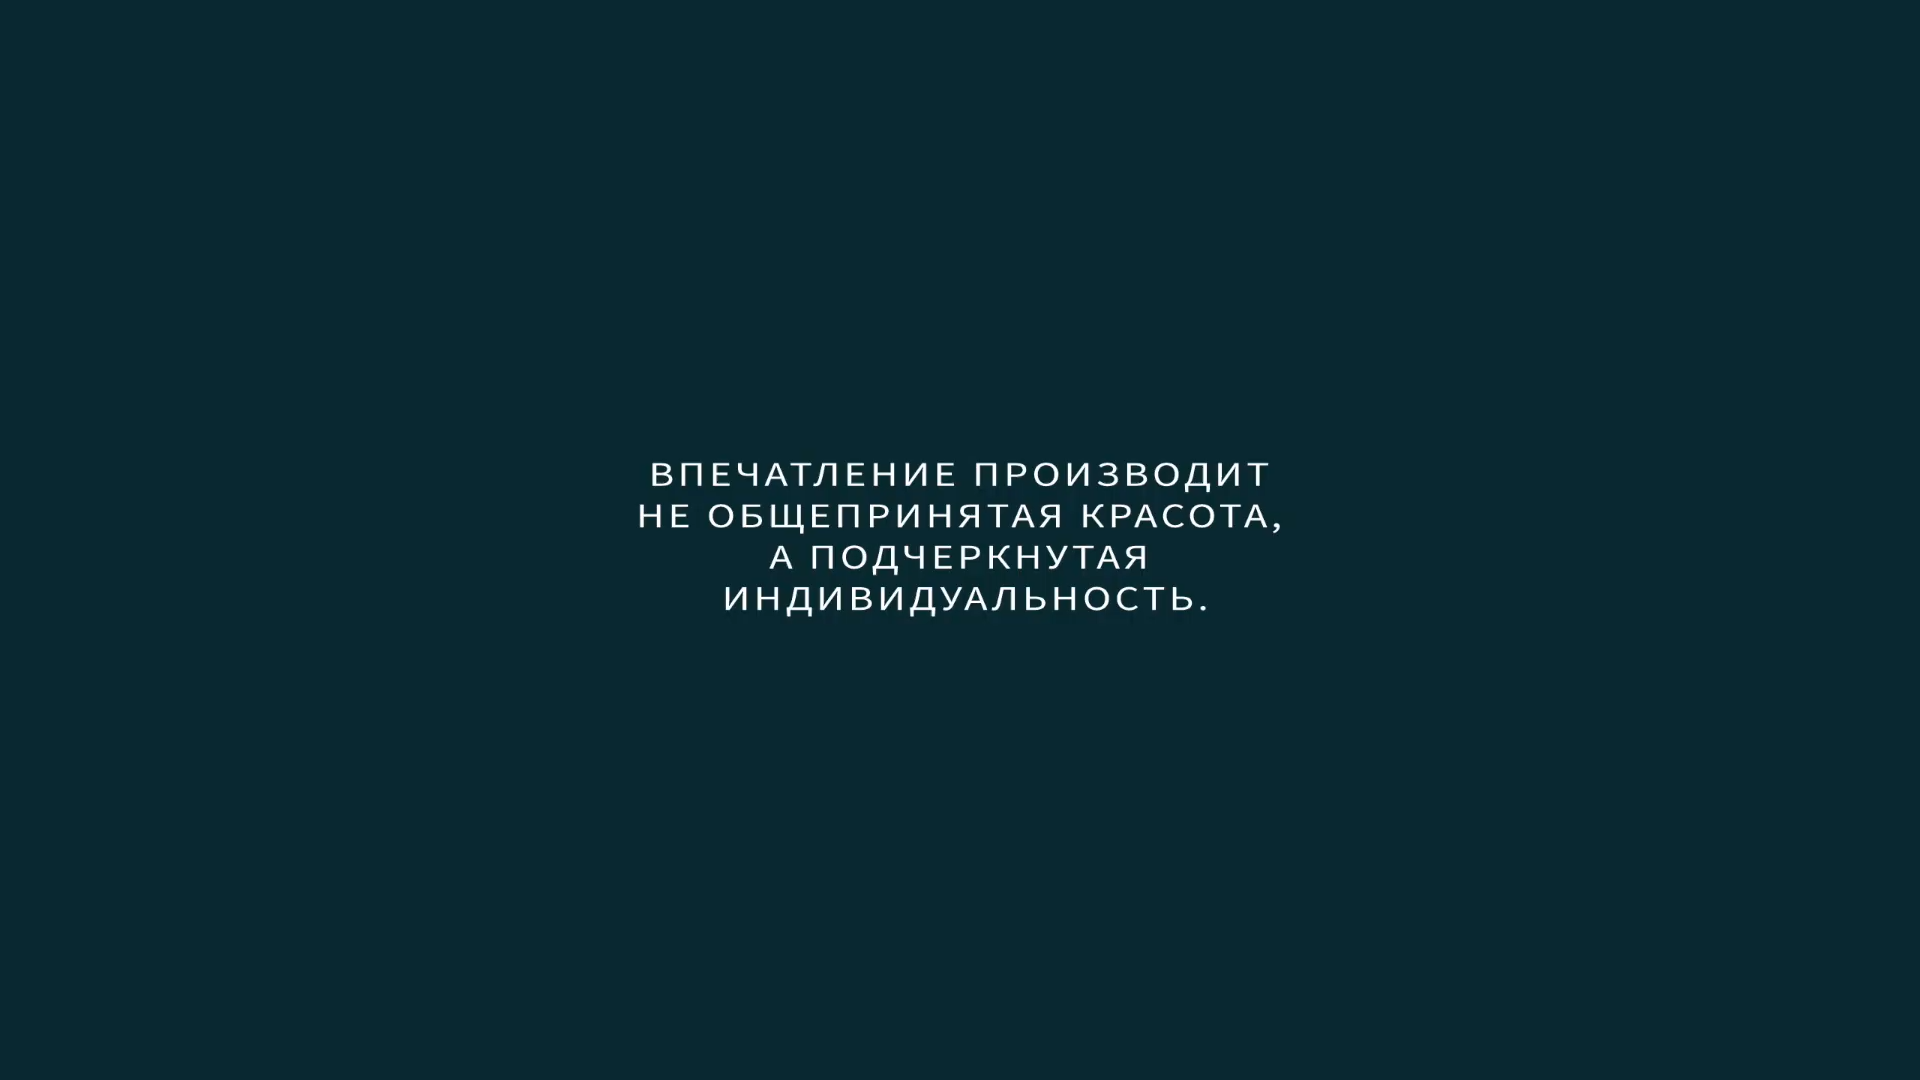 ВПЕЧАТЛЕНИЕ ПРОИЗВОДИТ
НЕ ОБЩЕПРИНЯТАЯ КРАСОТА,
А ПОДЧЕРКНУТАЯ
ИНДИВИДУАЛЬНОСТЬ.